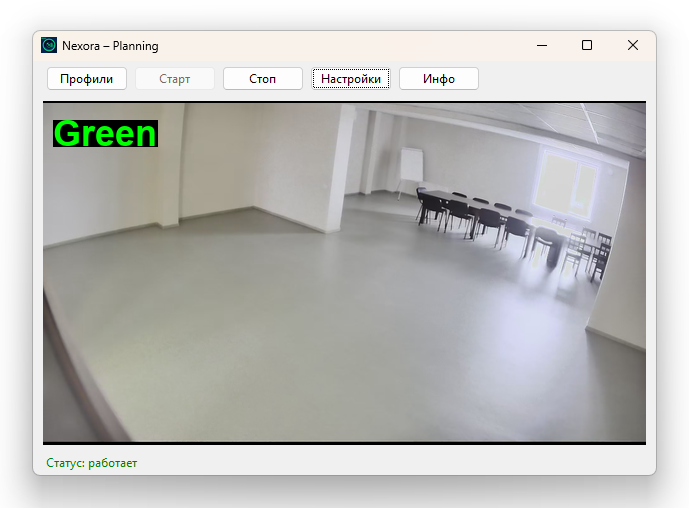 Nexora – Planning
Профили Старт Стоп Настройки Инфо
Green
Статус: работает